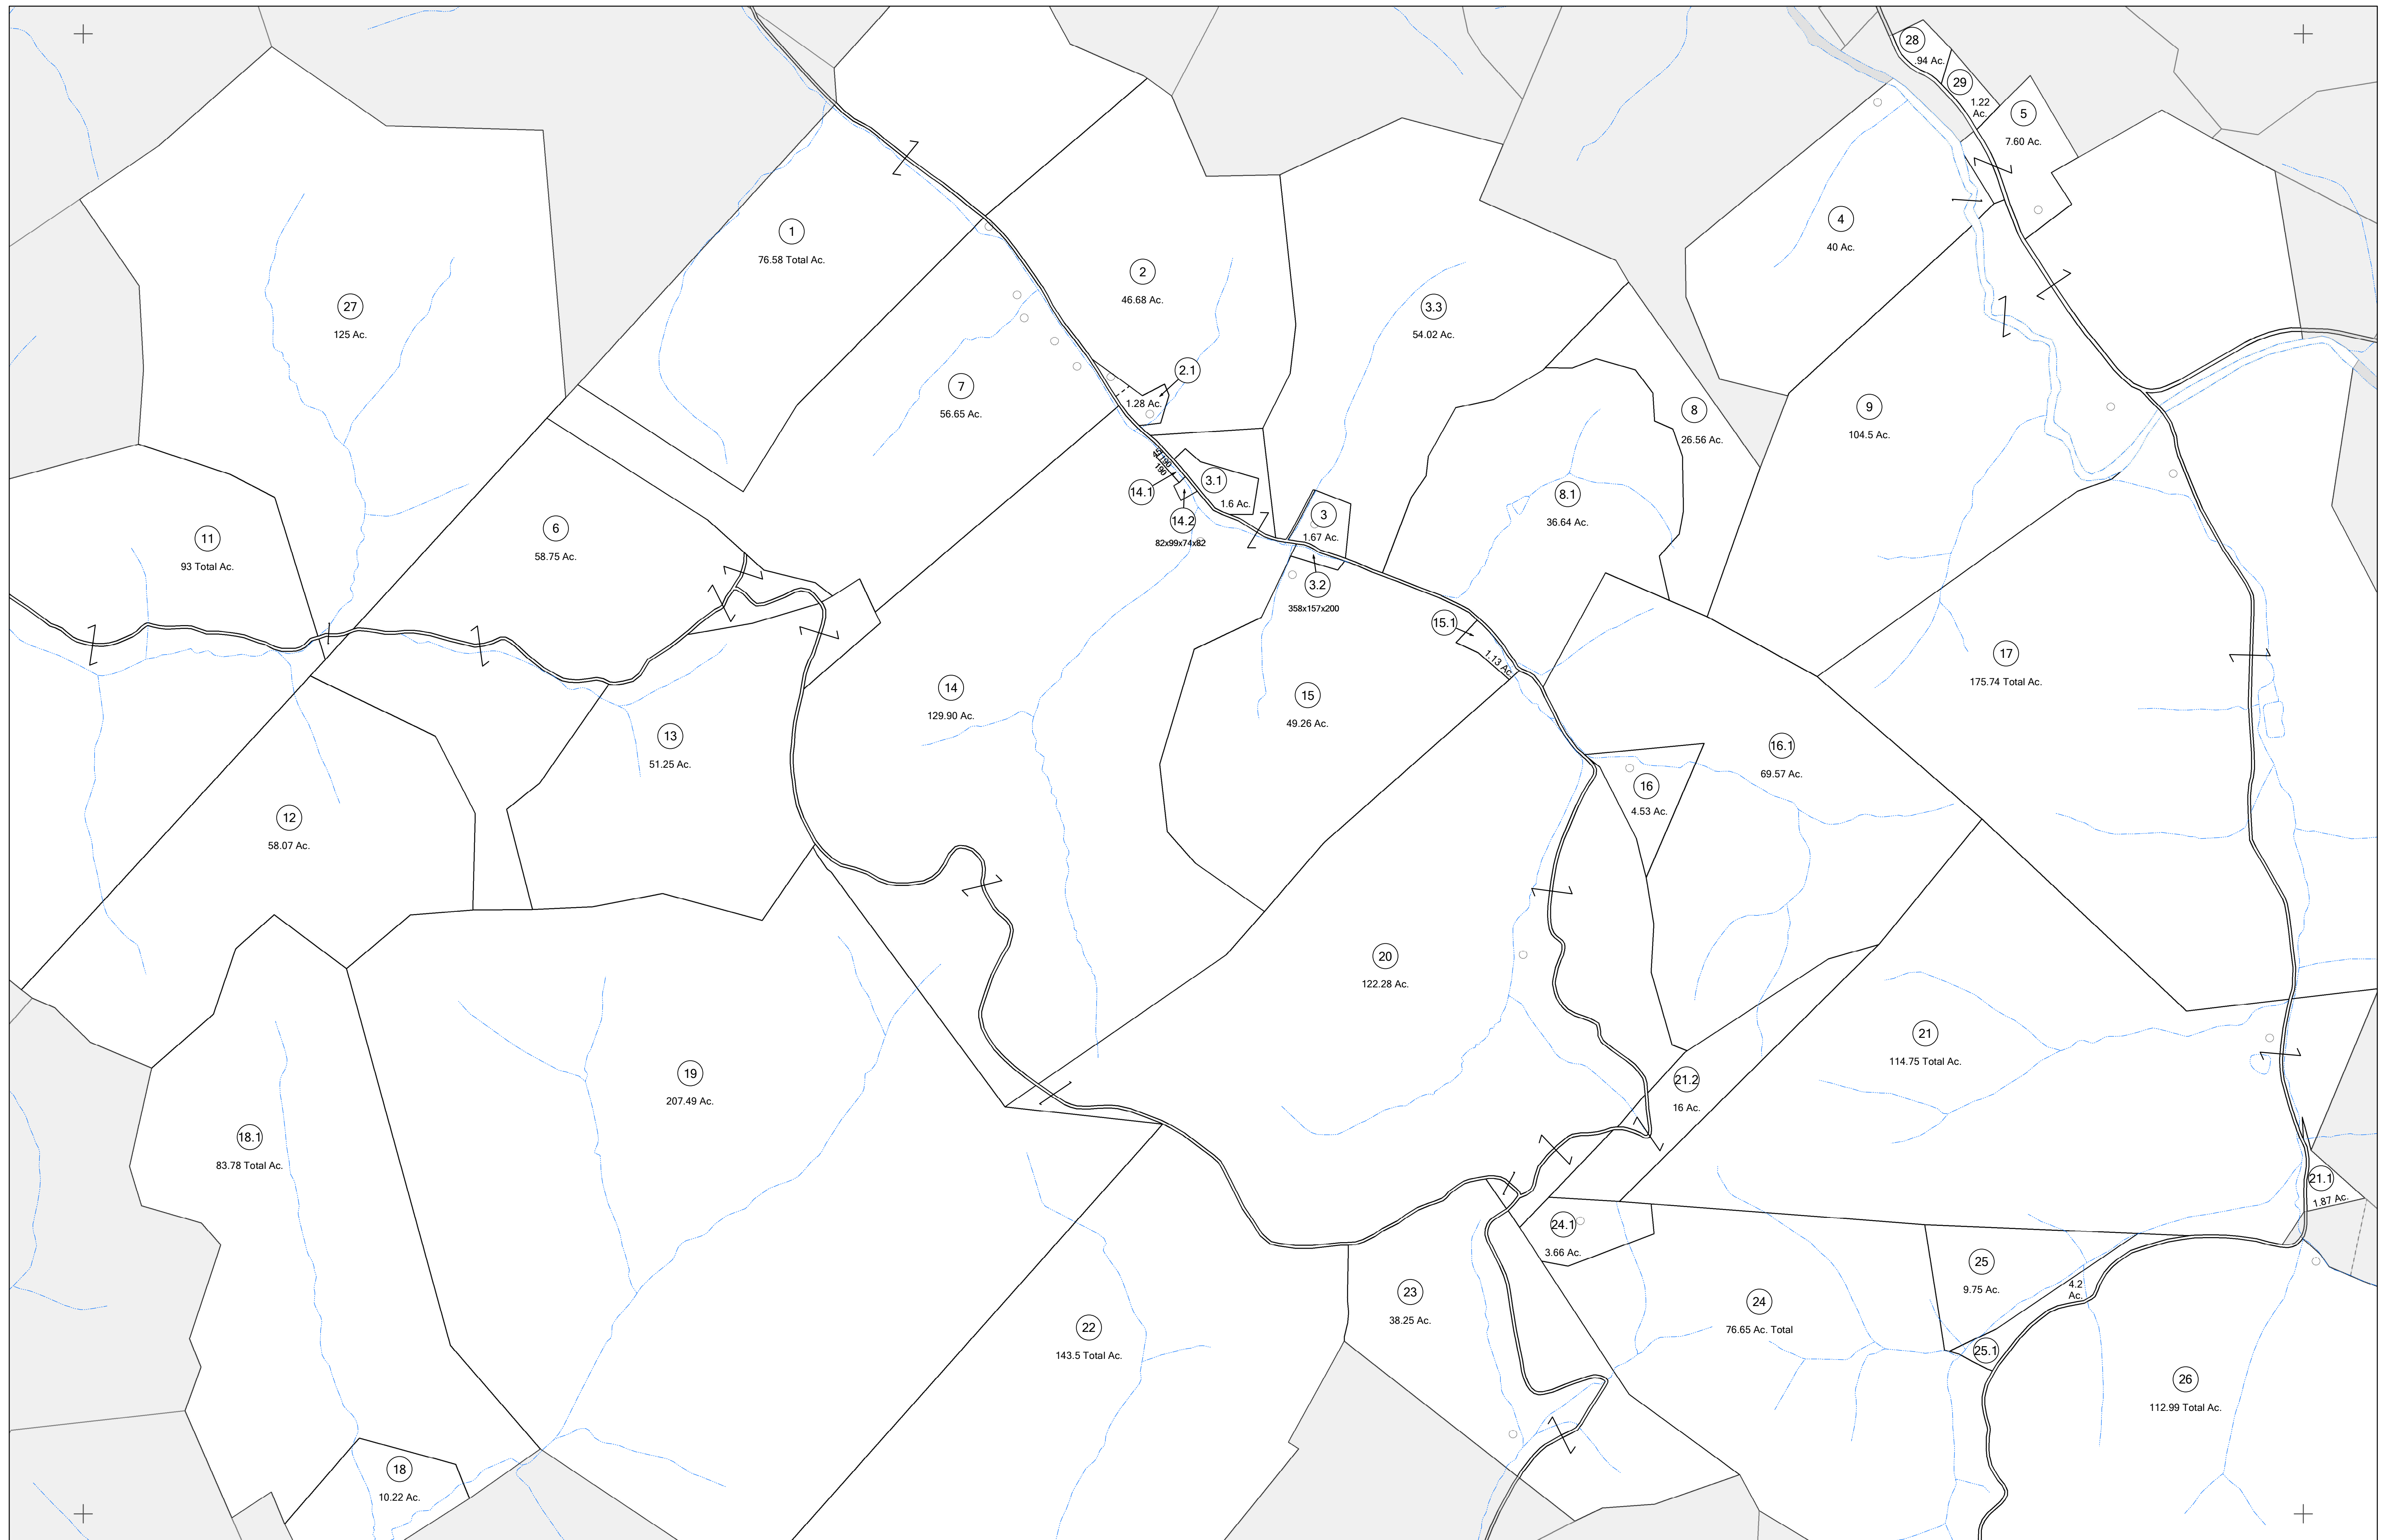 28
.94 Ac.
29
1.22
Ac.
5
7.60 Ac.
4
40 Ac.
1
76.58 Total Ac.
2
46.68 Ac.
27
125 Ac.
3.3
54.02 Ac.
2.1
1.28 Ac.
7
56.65 Ac.
8
26.56 Ac.
9
104.5 Ac.
190
190
14.1
3.1
1.6 Ac.
14.2
82x99x74x82
3
1.67 Ac.
8.1
36.64 Ac.
6
58.75 Ac.
11
93 Total Ac.
3.2
358x157x200
15.1
1.13 Ac.
17
175.74 Total Ac.
14
129.90 Ac.
15
49.26 Ac.
13
51.25 Ac.
16.1
69.57 Ac.
16
4.53 Ac.
12
58.07 Ac.
20
122.28 Ac.
21
114.75 Total Ac.
19
207.49 Ac.
21.2
16 Ac.
18.1
83.78 Total Ac.
21.1
1.87 Ac.
24.1
3.66 Ac.
25
9.75 Ac.
4.2
Ac.
23
38.25 Ac.
24
76.65 Ac. Total
22
143.5 Total Ac.
25.1
26
112.99 Total Ac.
18
10.22 Ac.